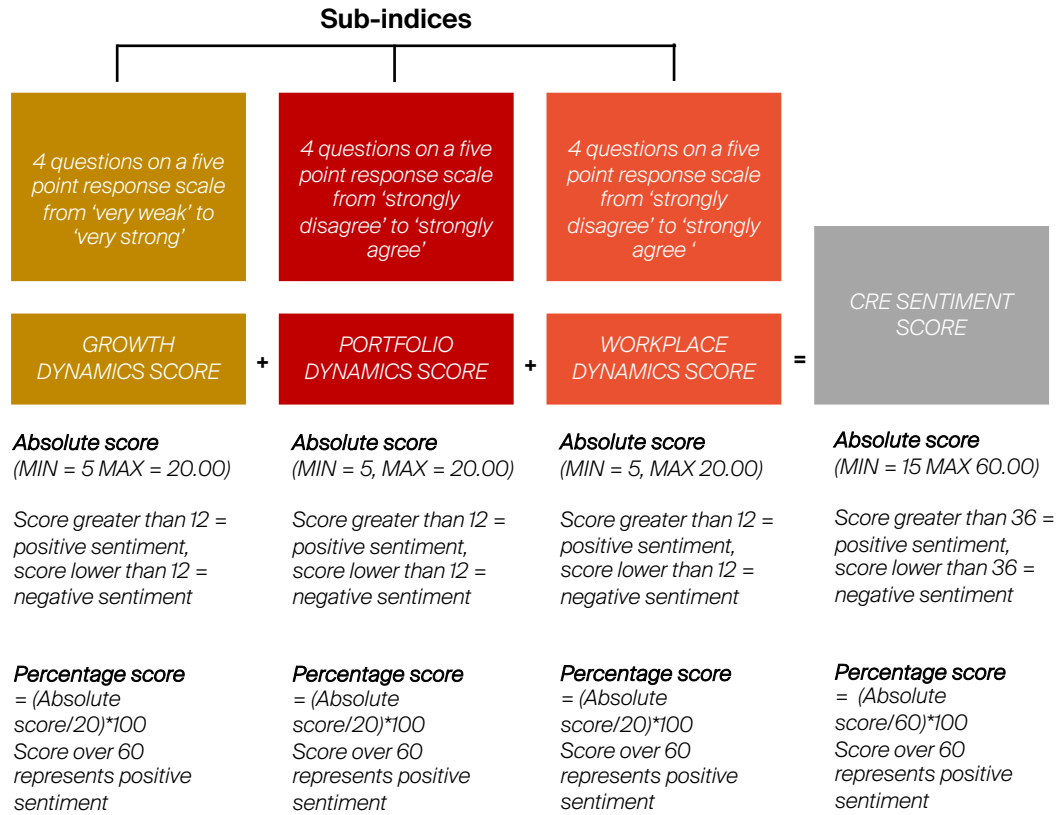 Sub-indices
4 questions on a five
point response scale
from ‘very weak’ to
‘very strong’
4 questions on a five
point response scale
from ‘strongly
disagree’ to ‘strongly
agree’
4 questions on a five
point response scale
from ‘strongly
disagree’ to ‘strongly
agree ‘
CRE SENTIMENT
SCORE
GROWTH
DYNAMICS SCORE
+
PORTFOLIO
DYNAMICS SCORE
+
WORKPLACE
DYNAMICS SCORE
=
Absolute score
(MIN = 5 MAX = 20.00)
Score greater than 12 =
positive sentiment,
score lower than 12 =
negative sentiment
Percentage score
= (Absolute
score/20)*100
Score over 60
represents positive
sentiment
Absolute score
(MIN = 5, MAX = 20.00)
Score greater than 12 =
positive sentiment,
score lower than 12 =
negative sentiment
Percentage score
= (Absolute
score/20)*100
Score over 60
represents positive
sentiment
Absolute score
(MIN = 5, MAX 20.00)
Score greater than 12 =
positive sentiment,
score lower than 12 =
negative sentiment
Percentage score
= (Absolute
score/20)*100
Score over 60
represents positive
sentiment
Absolute score
(MIN = 15 MAX 60.00)
Score greater than 36 =
positive sentiment,
score lower than 36 =
negative sentiment
Percentage score
= (Absolute
score/60)*100
Score over 60
represents positive
sentiment